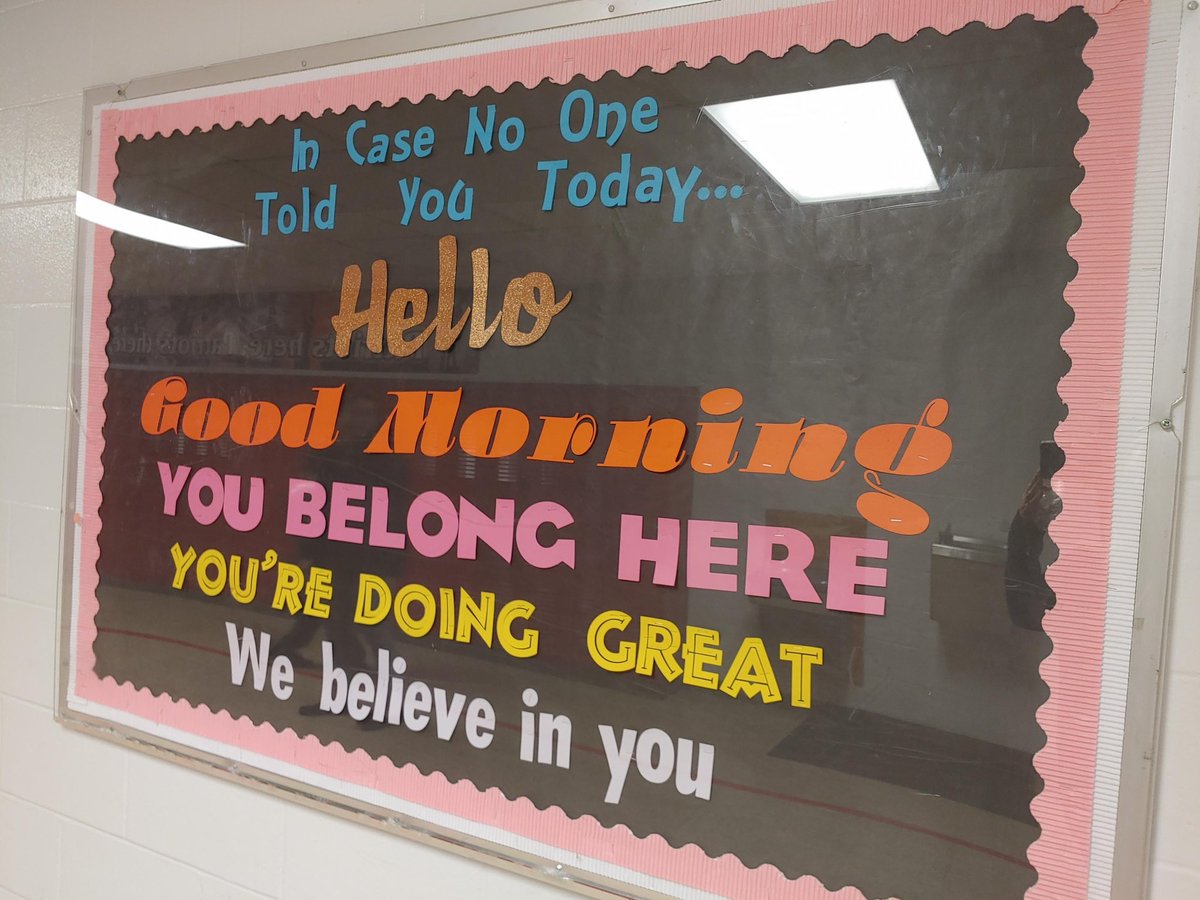 In Case No One
Told You Today...
Hello
Good Morning
YOU BELONG HERE
YOU'RE DOING GREAT
We believe in you